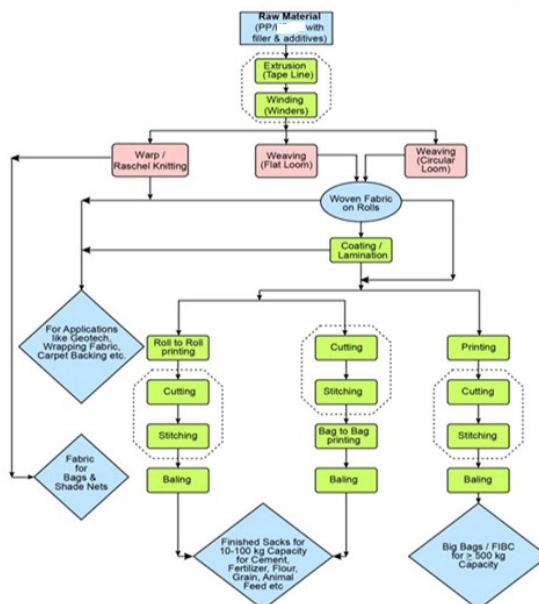 Raw Material
(PP/ with
filler & additives)
Extrusion
(Tape Line)
Winding
(Winders)
Warp /
Raschel Knitting
Weaving
(Flat Loom)
Weaving
(Circular
Loom)
Woven Fabric
on Rolls
Coating /
Lamination
For Applications
like Geotech,
Wrapping Fabric,
Carpet Backing etc.
Roll to Roll
printing
Cutting
Stitching
Baling
Cutting
Stitching
Bag to Bag
printing
Baling
Printing
Cutting
Stitching
Baling
Fabric
for
Bags &
Shade Nets
Finished Sacks for
10-100 kg Capacity
for Cement,
Fertilizer, Flour,
Grain, Animal
Feed etc
Big Bags / FIBC
for ≥ 500 kg
Capacity